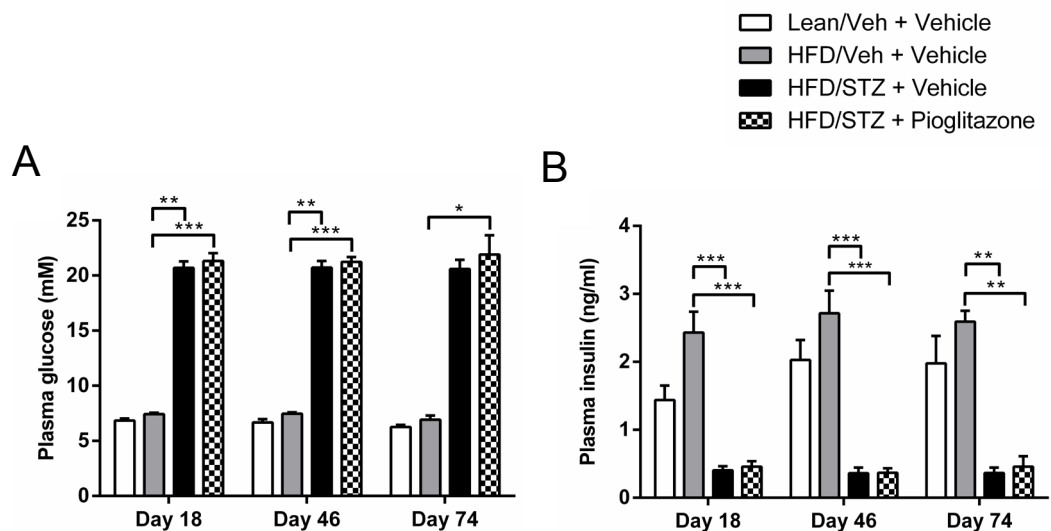 Lean/Veh + Vehicle
HFD/Veh + Vehicle
HFD/STZ + Vehicle
HFD/STZ + Pioglitazone
A
Plasma glucose (mM)
25
20
15
10
5
0
**
***
**
***
*
Day 18
Day 46
Day 74
B
Plasma insulin (ng/ml)
4
3
2
1
0
***
***
***
***
**
**
Day 18
Day 46
Day 74